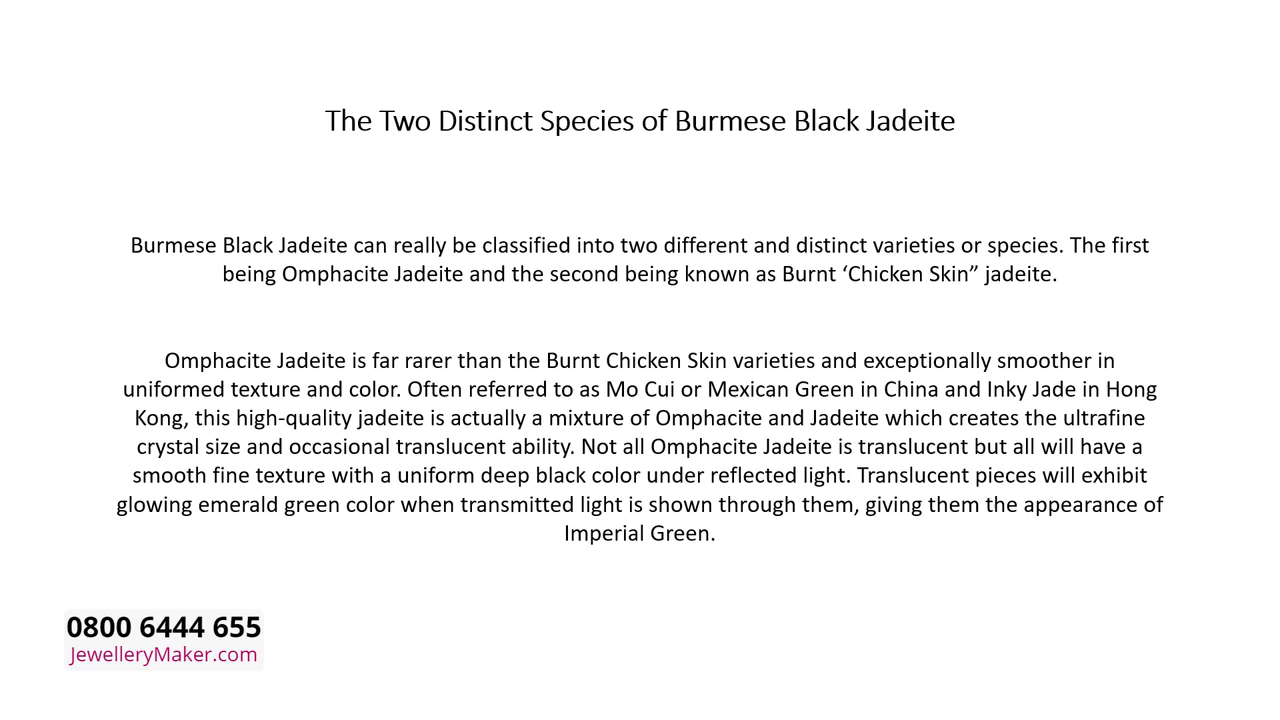 The Two Distinct Species of Burmese Black Jadeite
Burmese Black Jadeite can really be classified into two different and distinct varieties or species. The first
being Omphacite Jadeite and the second being known as Burnt ‘Chicken Skin” jadeite.
Omphacite Jadeite is far rarer than the Burnt Chicken Skin varieties and exceptionally smoother in
uniformed texture and color. Often referred to as Mo Cui or Mexican Green in China and Inky Jade in Hong
Kong, this high-quality jadeite is actually a mixture of Omphacite and Jadeite which creates the ultrafine
crystal size and occasional translucent ability. Not all Omphacite Jadeite is translucent but all will have a
smooth fine texture with a uniform deep black color under reflected light. Translucent pieces will exhibit
glowing emerald green color when transmitted light is shown through them, giving them the appearance of
Imperial Green.
0800 6444 655
JewelleryMaker.com